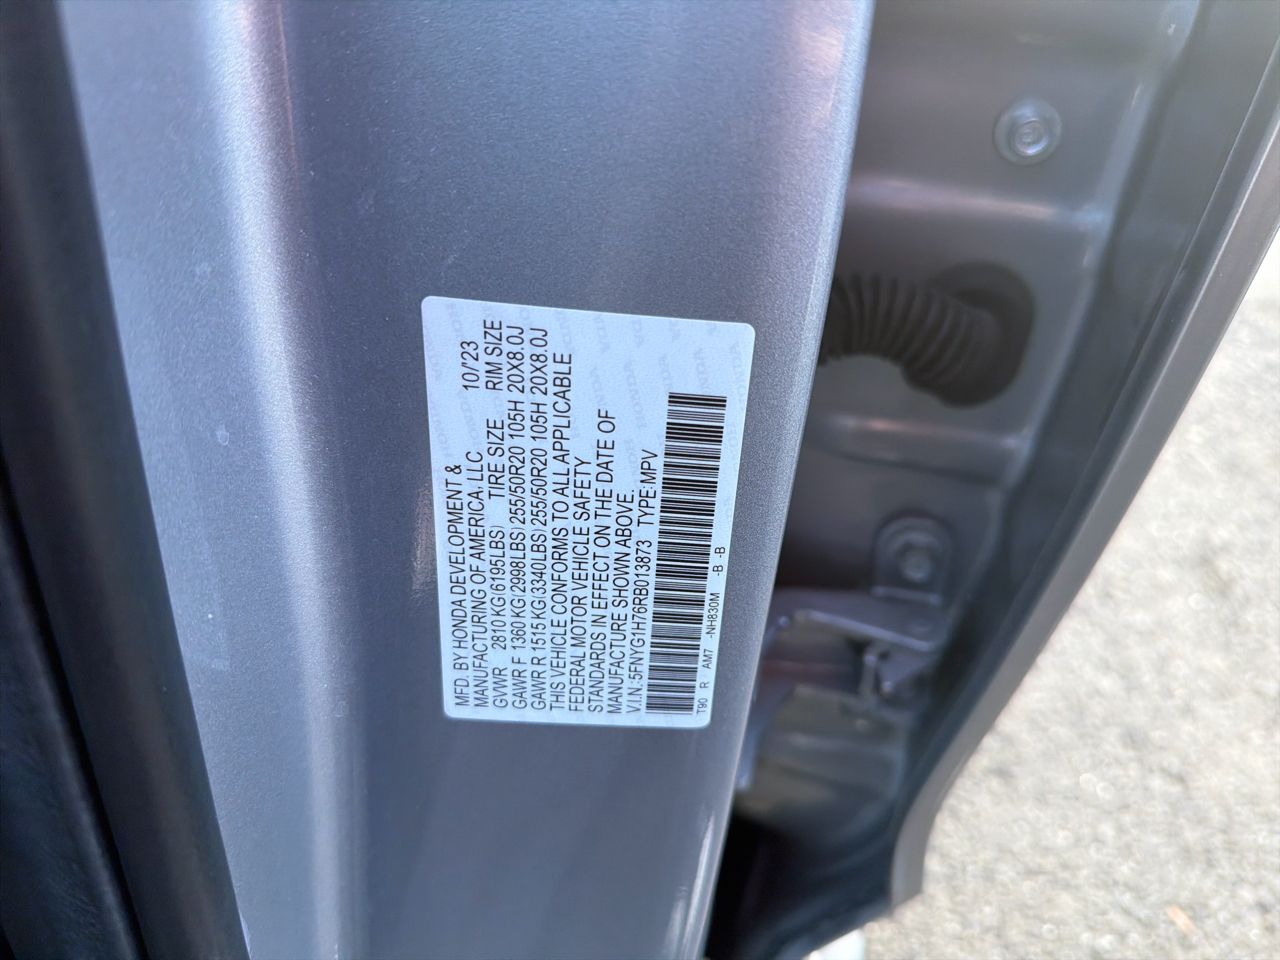 MFD. BY HONDA DEVELOPMENT &
MANUFACTURING OF AMERICA, LLC 10/23
GVWR 2810 KG(6195LBS) TIRE SIZE RIM SIZE
GAWR F 1360 KG(2998LBS) 255/50R20 105H 20X8.0J
GAWR R 1515 KG(3340LBS) 255/50R20 105H 20X8.0J
THIS VEHICLE CONFORMS TO ALL APPLICABLE
FEDERAL MOTOR VEHICLE SAFETY
STANDARDS IN EFFECT ON THE DATE OF
MANUFACTURE SHOWN ABOVE.
V.I.N.:5FNYG1H76RB013873 TYPE:MPV
T90 R AM7 -NH830M -B -B